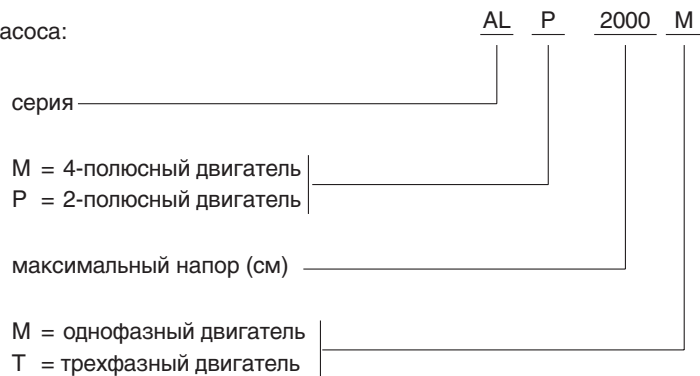 асоса:
AL P 2000 M
серия
M = 4-полюсный двигатель
P = 2-полюсный двигатель
максимальный напор (см)
M = однофазный двигатель
T = трехфазный двигатель